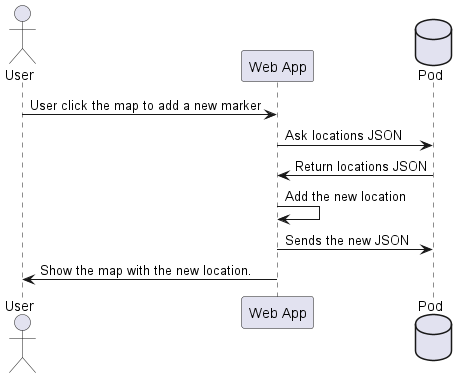 User
Web App
Pod
User click the map to add a new marker
Ask locations JSON
Return locations JSON
Add the new location
Sends the new JSON
Show the map with the new location.
User
Web App
Pod